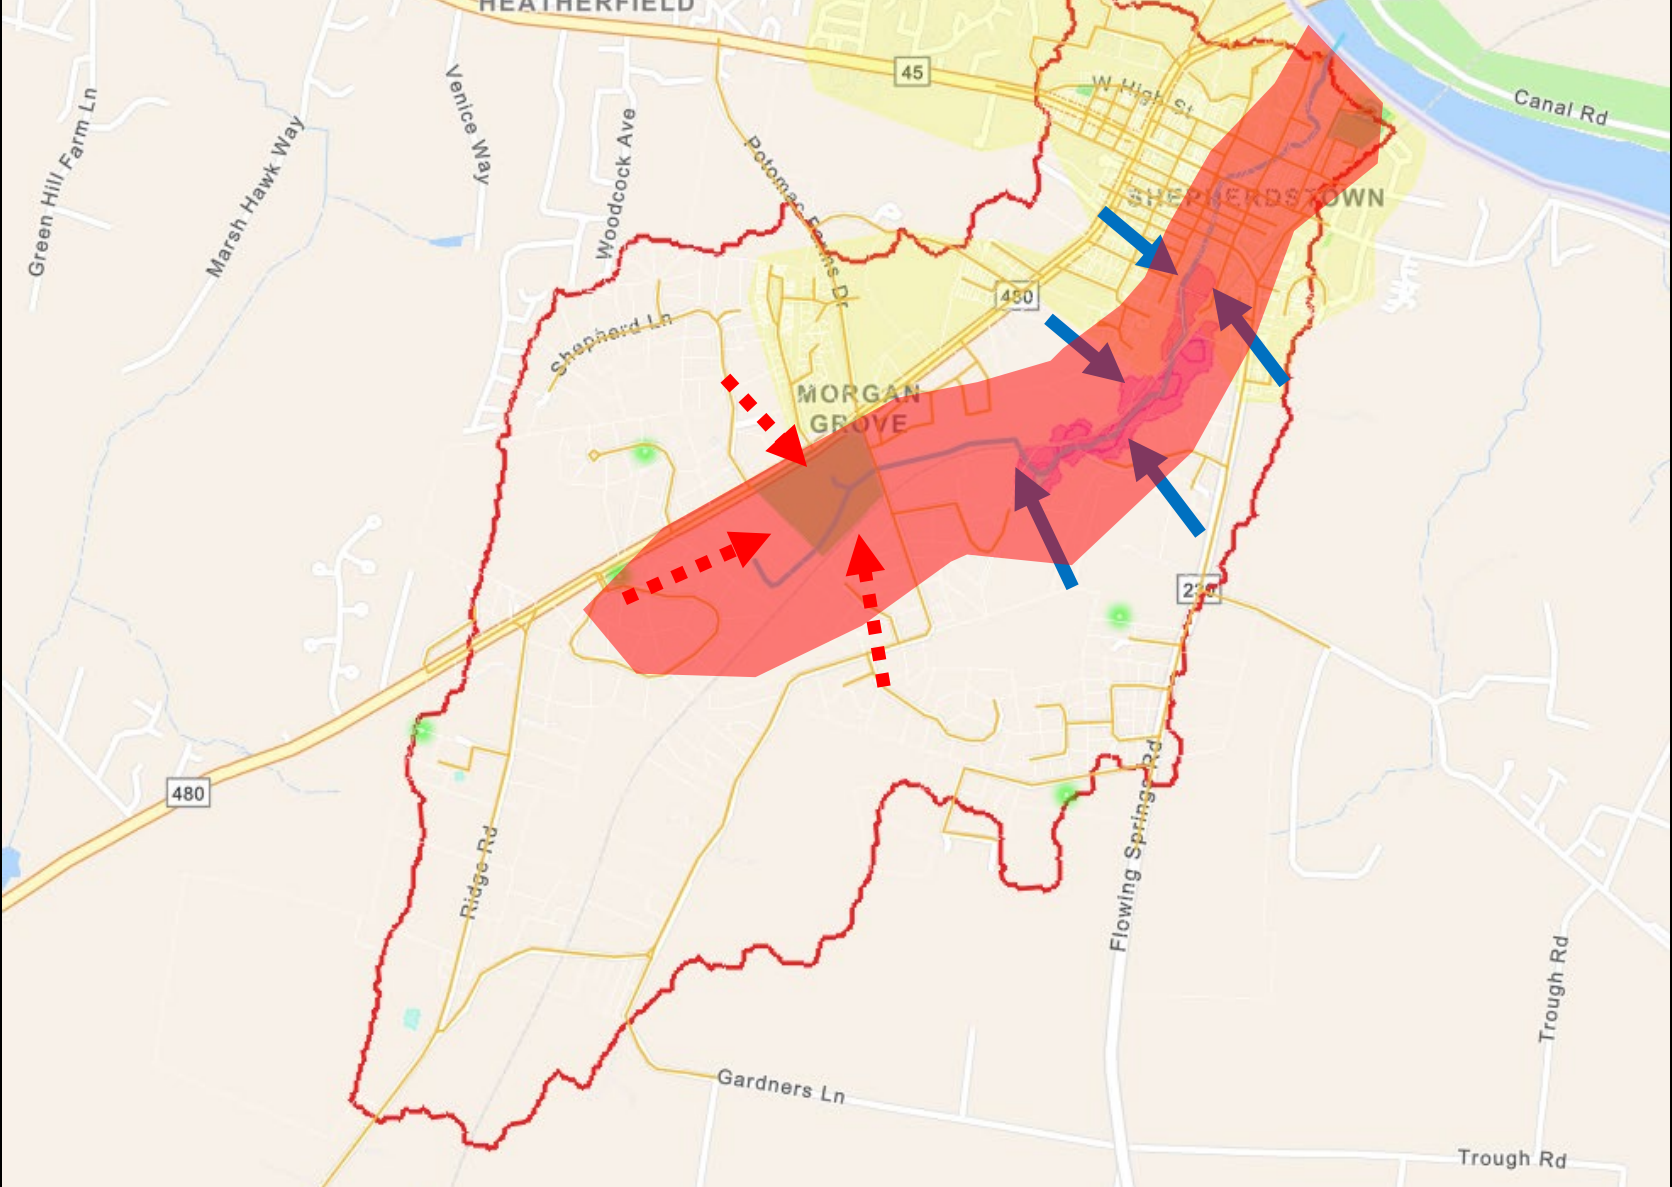 HEATHERFIELD
45
Canal Rd
W High St
Venice Way
Green Hill Farm Ln
Marsh Hawk Way
Woodcock Ave
Potomac Farms Dr
SHEPHERDSTOWN
480
Shepherd Ln
MORGAN
GROVE
480
Ridge Rd
Flowing Springs Rd
Trough Rd
Gardners Ln
Trough Rd